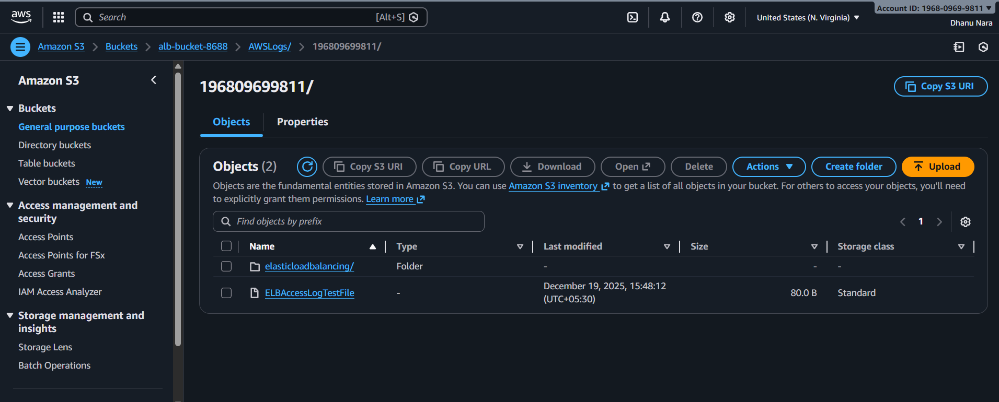 aws
Search [Alt+S]
United States (N. Virginia)
Account ID: 1968-0969-9811
Dhanu Nara
Amazon S3 > Buckets > alb-bucket-8688 > AWSLogs/ > 196809699811/
Amazon S3
Buckets
General purpose buckets
Directory buckets
Table buckets
Vector buckets New
Access management and
security
Access Points
Access Points for FSx
Access Grants
IAM Access Analyzer
Storage management and
insights
Storage Lens
Batch Operations
196809699811/
Copy S3 URI
Objects Properties
Objects (2) Copy S3 URI Copy URL Download Open Delete Actions Create folder Upload
Objects are the fundamental entities stored in Amazon S3. You can use Amazon S3 inventory to get a list of all objects in your bucket. For others to access your objects, you'll need
to explicitly grant them permissions. Learn more
Find objects by prefix
1
Name Type Last modified Size Storage class
elasticloadbalancing/ Folder - - -
ELBAccessLogTestFile - December 19, 2025, 15:48:12 80.0 B Standard
(UTC+05:30)